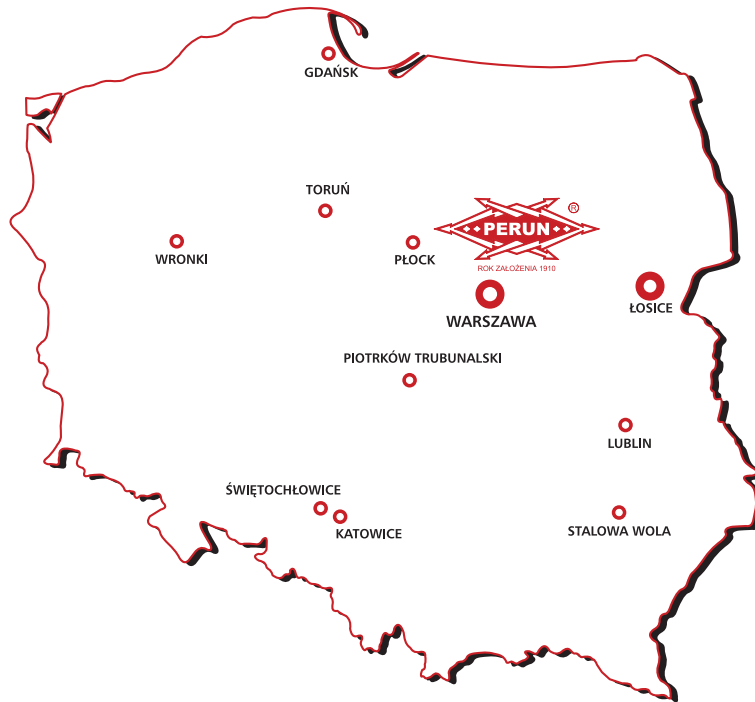 GDAŃSK
TORUŃ
PERUN
®
WRONKI
PŁOCK
ROK ZAŁOŻENIA 1910
ŁOSICE
WARSZAWA
PIOTRKÓW TRUBUNALSKI
LUBLIN
ŚWIĘTOCHŁOWICE
KATOWICE
STALOWA WOLA